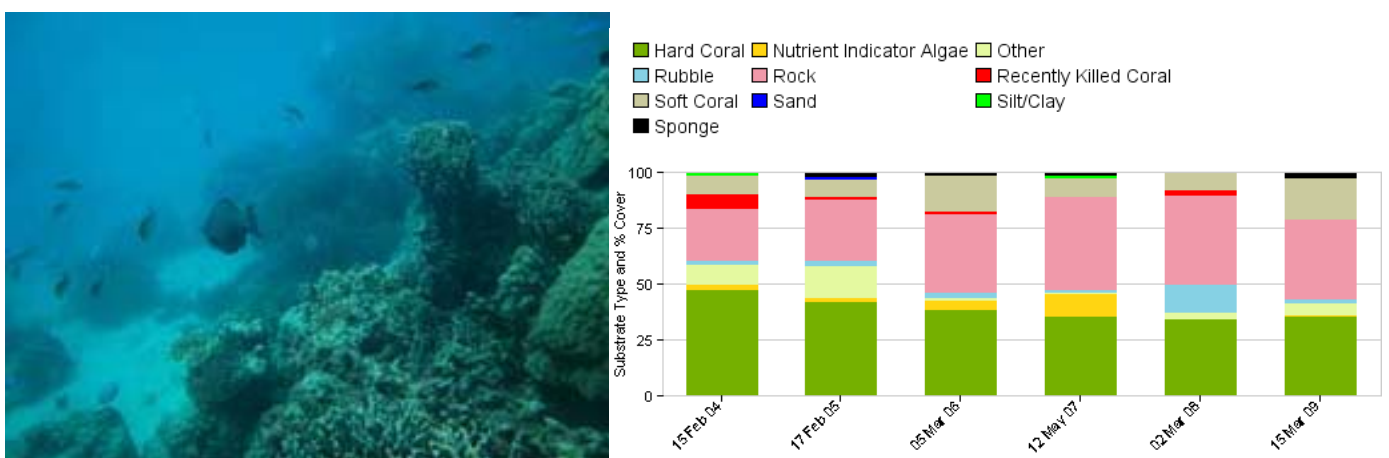 Hard Coral Nutrient Indicator Algae Other
Rubble Rock Recently Killed Coral
Soft Coral Sand Silt/Clay
Sponge
Substrate Type and % Cover
100
75
50
25
0
15 Feb 04 17 Feb 05 05 Mar 06 12 May 07 02 Mar 08 15 Mar 09